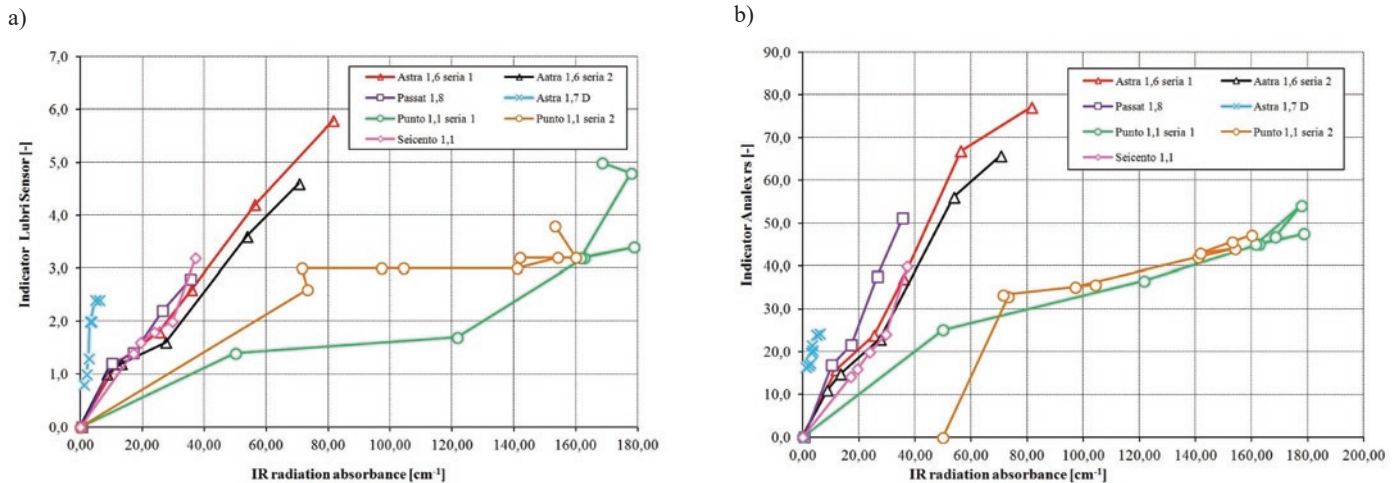 a)
7,0
6,0
5,0
4,0
3,0
2,0
1,0
0,0
Indicator Lubri Sensor [-]
Astra 1,6 seria 1
Aatra 1,6 seria 2
Passat 1,8
Astra 1,7 D
Punto 1,1 seria 1
Punto 1,1 seria 2
Seicento 1,1
0,00 20,00 40,00 60,00 80,00 100,00 120,00 140,00 160,00 180,00
IR radiation absorbance [cm⁻¹]
b)
90,0
80,0
70,0
60,0
50,0
40,0
30,0
20,0
10,0
0,0
Indicator Analex rs [-]
Astra 1,6 seria 1
Aatra 1,6 seria 2
Passat 1,8
Astra 1,7 D
Punto 1,1 seria 1
Punto 1,1 seria 2
Seicento 1,1
0,00 20,00 40,00 60,00 80,00 100,00 120,00 140,00 160,00 180,00 200,00
IR radiation absorbance [cm⁻¹]